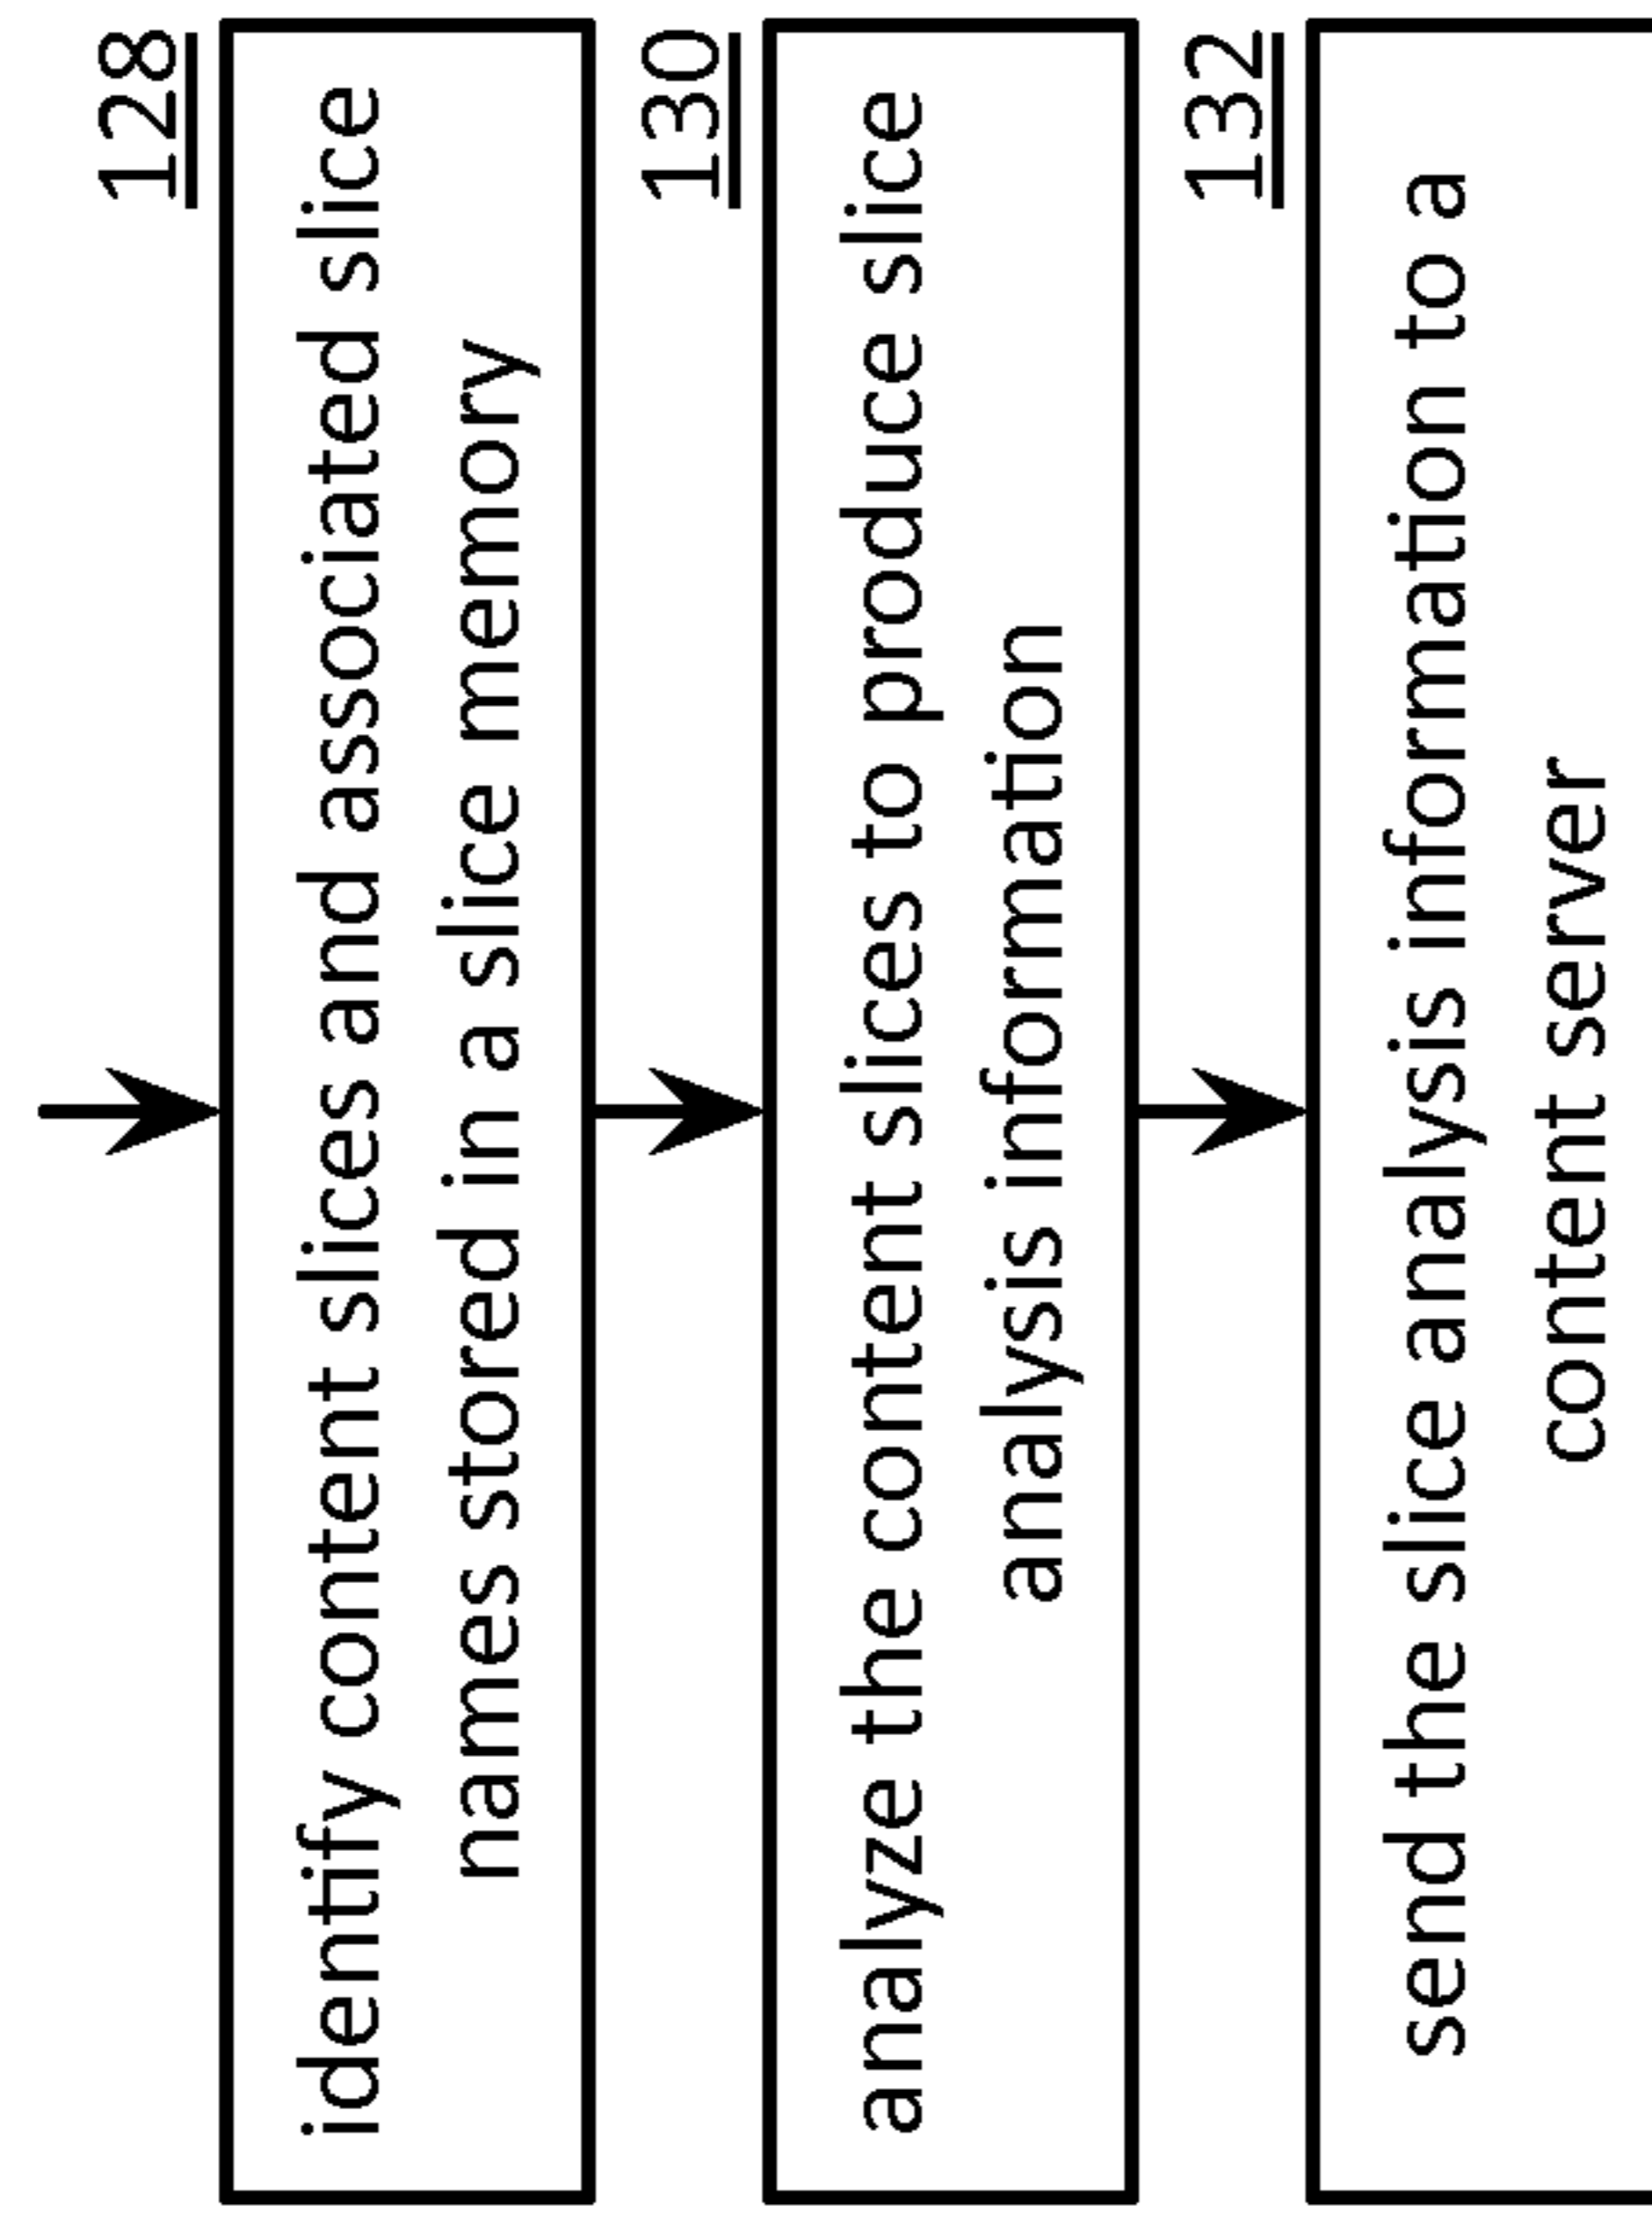 128
identify content slices and associated slice
names stored in a slice memory
130
analyze the content slices to produce slice
analysis information
132
send the slice analysis information to a
content server